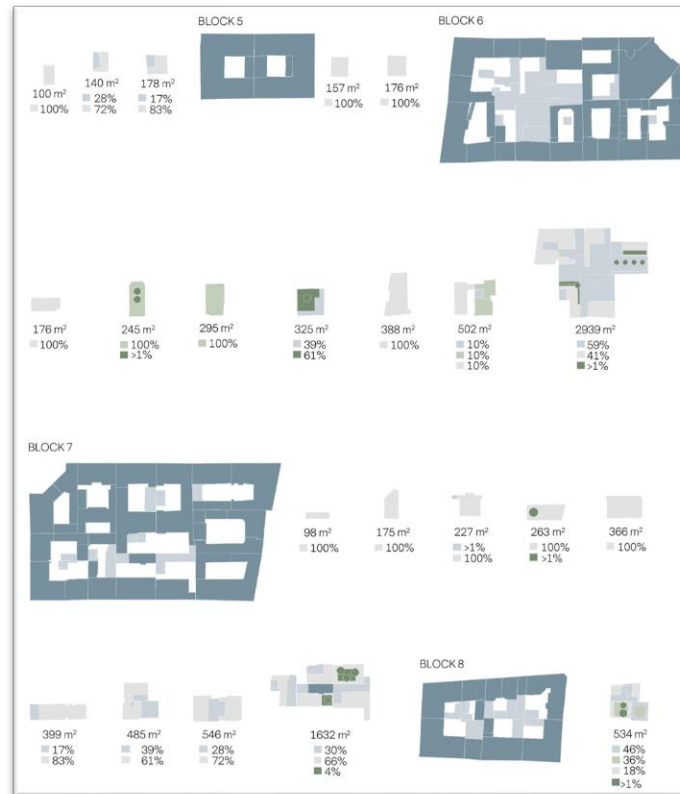 BLOCK 5
BLOCK 6
100 m²
100%
140 m²
28%
72%
178 m²
17%
83%
157 m²
100%
176 m²
100%
176 m²
100%
245 m²
100%
>1%
295 m²
100%
325 m²
39%
61%
388 m²
100%
502 m²
10%
10%
10%
2939 m²
59%
41%
>1%
BLOCK 7
98 m²
100%
175 m²
100%
227 m²
>1%
100%
263 m²
100%
>1%
366 m²
100%
BLOCK 8
399 m²
17%
83%
485 m²
39%
61%
546 m²
28%
72%
1632 m²
30%
66%
4%
534 m²
46%
36%
18%
>1%